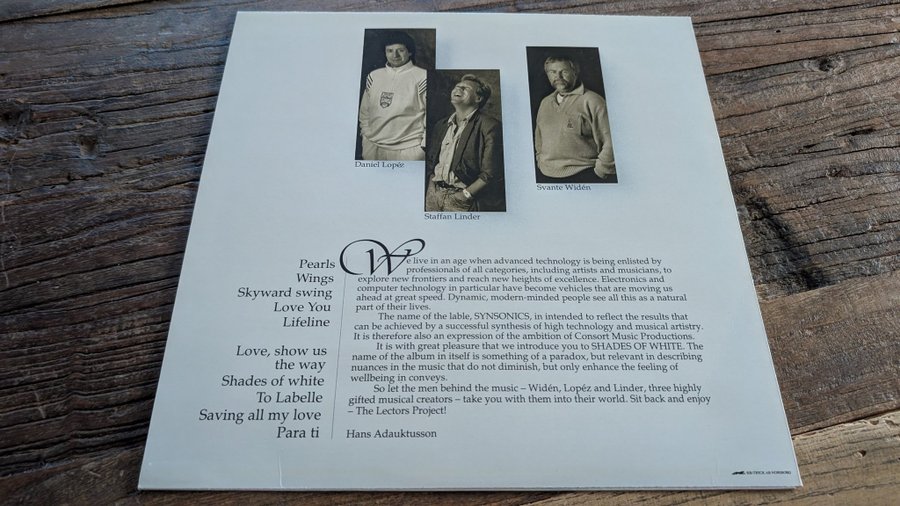 Daniel Lopéz
Staffan Linder
Svante Widén
Pearls
Wings
Skyward swing
Love You
Lifeline
Love, show us
the way
Shades of white
To Labelle
Saving all my love
Para ti
We live in an age when advanced technology is being enlisted by
professionals of all categories, including artists and musicians, to
explore new frontiers and reach new heights of excellence. Electronics and
computer technology in particular have become vehicles that are moving us
ahead at great speed. Dynamic, modern-minded people see all this as a natural
part of their lives.
The name of the lable, SYNSONICS, in intended to reflect the results that
can be achieved by a successful synthesis of high technology and musical artistry.
It is therefore also an expression of the ambition of Consort Music Productions.
It is with great pleasure that we introduce you to SHADES OF WHITE. The
name of the album in itself is something of a paradox, but relevant in describing
nuances in the music that do not diminish, but only enhance the feeling of
wellbeing in conveys.
So let the men behind the music – Widén, Lopéz and Linder, three highly
gifted musical creators – take you with them into their world. Sit back and enjoy
– The Lectors Project!
Hans Adauktusson